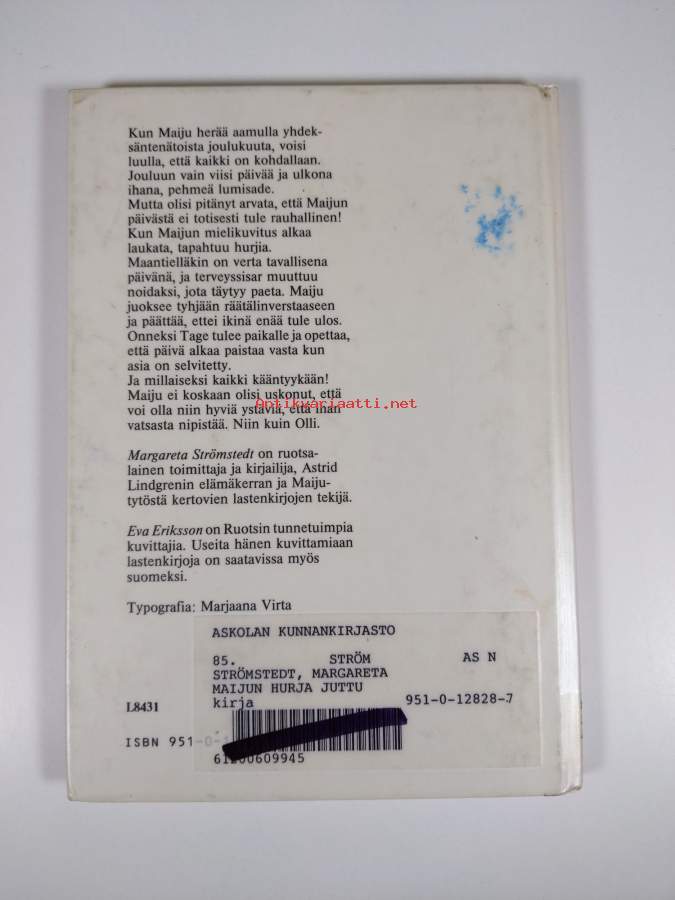 Kun Maiju herää aamulla yhdek-
säntenätoista joulukuuta, voisi
luulla, että kaikki on kohdallaan.
Jouluun vain viisi päivää ja ulkona
ihana, pehmeä lumisade.
Mutta olisi pitänyt arvata, että Maijun
päivästä ei totisesti tule rauhallinen!
Kun Maijun mielikuvitus alkaa
laukata, tapahtuu hurjia.
Maantielläkin on verta tavallisena
päivänä, ja terveyssisar muuttuu
noidaksi, jota täytyy paeta. Maiju
juoksee tyhjään räätälinverstaaseen
ja päättää, ettei ikinä enää tule ulos.
Onneksi Tage tulee paikalle ja opettaa,
että päivä alkaa paistaa vasta kun
asia on selvitetty.
Ja millaiseksi kaikki kääntyykään!
Maiju ei koskaan olisi uskonut, että
voi olla niin hyviä ystäviä, että ihan
vatsasta nipistää. Niin kuin Olli.
Antikvariaatti.net
Margareta Strömstedt on ruotsa-
lainen toimittaja ja kirjailija, Astrid
Lindgrenin elämäkerran ja Maiju-
tytöstä kertovien lastenkirjojen tekijä.
Eva Eriksson on Ruotsin tunnetuimpia
kuvittajia. Useita hänen kuvittamiaan
lastenkirjoja on saatavissa myös
suomeksi.
Typografia: Marjaana Virta
ASKOLAN KUNNANKIRJASTO
85. STRÖM AS N
STRÖMSTEDT, MARGARETA
MAIJUN HURJA JUTTU
kirja 951-0-12828-7
L8431
ISBN 951-0-1
61200609945